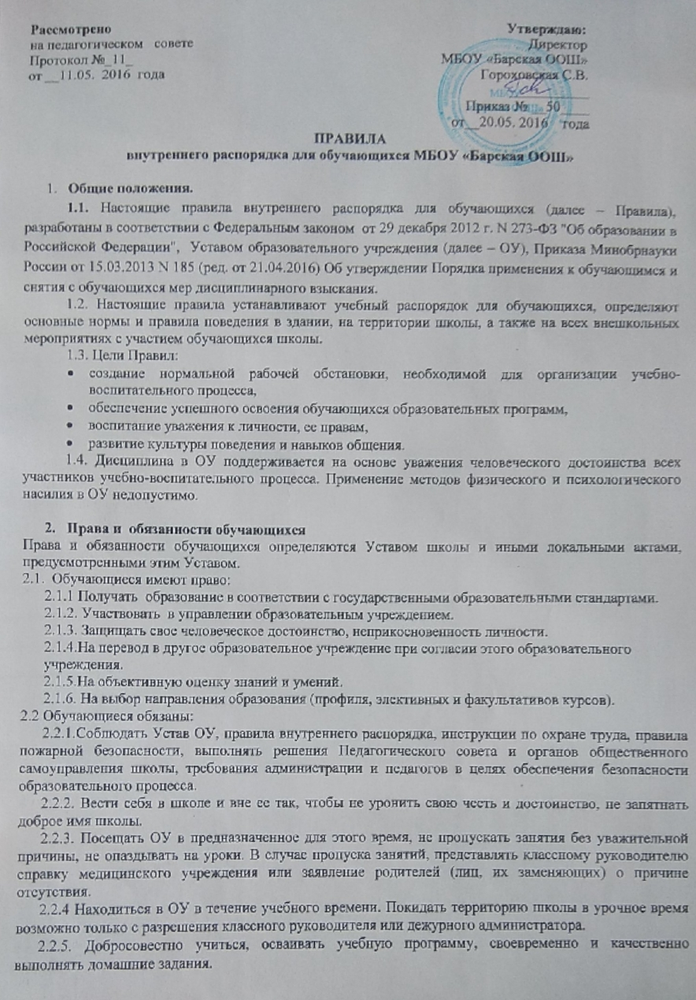 Рассмотрено
на педагогическом совете
Протокол №_11_
от __11.05. 2016 года
Утверждаю:
Директор
МБОУ «Барская ООШ»
Гороховская С.В.
Приказ №___50____
от__20.05. 2016__ года
ПРАВИЛА
внутреннего распорядка для обучающихся МБОУ «Барская ООШ»
1. Общие положения.
1.1. Настоящие правила внутреннего распорядка для обучающихся (далее – Правила),
разработаны в соответствии с Федеральным законом от 29 декабря 2012 г. N 273-ФЗ "Об образовании в
Российской Федерации", Уставом образовательного учреждения (далее – ОУ), Приказа Минобрнауки
России от 15.03.2013 N 185 (ред. от 21.04.2016) Об утверждении Порядка применения к обучающимся и
снятия с обучающихся мер дисциплинарного взыскания.
1.2. Настоящие правила устанавливают учебный распорядок для обучающихся, определяют
основные нормы и правила поведения в здании, на территории школы, а также на всех внешкольных
мероприятиях с участием обучающихся школы.
1.3. Цели Правил:
• создание нормальной рабочей обстановки, необходимой для организации учебно-
воспитательного процесса,
• обеспечение успешного освоения обучающихся образовательных программ,
• воспитание уважения к личности, ее правам,
• развитие культуры поведения и навыков общения.
1.4. Дисциплина в ОУ поддерживается на основе уважения человеческого достоинства всех
участников учебно-воспитательного процесса. Применение методов физического и психологического
насилия в ОУ недопустимо.
2. Права и обязанности обучающихся
Права и обязанности обучающихся определяются Уставом школы и иными локальными актами,
предусмотренными этим Уставом.
2.1. Обучающиеся имеют право:
2.1.1 Получать образование в соответствии с государственными образовательными стандартами.
2.1.2. Участвовать в управлении образовательным учреждением.
2.1.3. Защищать свое человеческое достоинство, неприкосновенность личности.
2.1.4.На перевод в другое образовательное учреждение при согласии этого образовательного
учреждения.
2.1.5.На объективную оценку знаний и умений.
2.1.6. На выбор направления образования (профиля, элективных и факультативов курсов).
2.2 Обучающиеся обязаны:
2.2.1.Соблюдать Устав ОУ, правила внутреннего распорядка, инструкции по охране труда, правила
пожарной безопасности, выполнять решения Педагогического совета и органов общественного
самоуправления школы, требования администрации и педагогов в целях обеспечения безопасности
образовательного процесса.
2.2.2. Вести себя в школе и вне ее так, чтобы не уронить свою честь и достоинство, не запятнать
доброе имя школы.
2.2.3. Посещать ОУ в предназначенное для этого время, не пропускать занятия без уважительной
причины, не опаздывать на уроки. В случае пропуска занятий, представлять классному руководителю
справку медицинского учреждения или заявление родителей (лиц, их заменяющих) о причине
отсутствия.
2.2.4 Находиться в ОУ в течение учебного времени. Покидать территорию школы в урочное время
возможно только с разрешения классного руководителя или дежурного администратора.
2.2.5. Добросовестно учиться, осваивать учебную программу, своевременно и качественно
выполнять домашние задания.